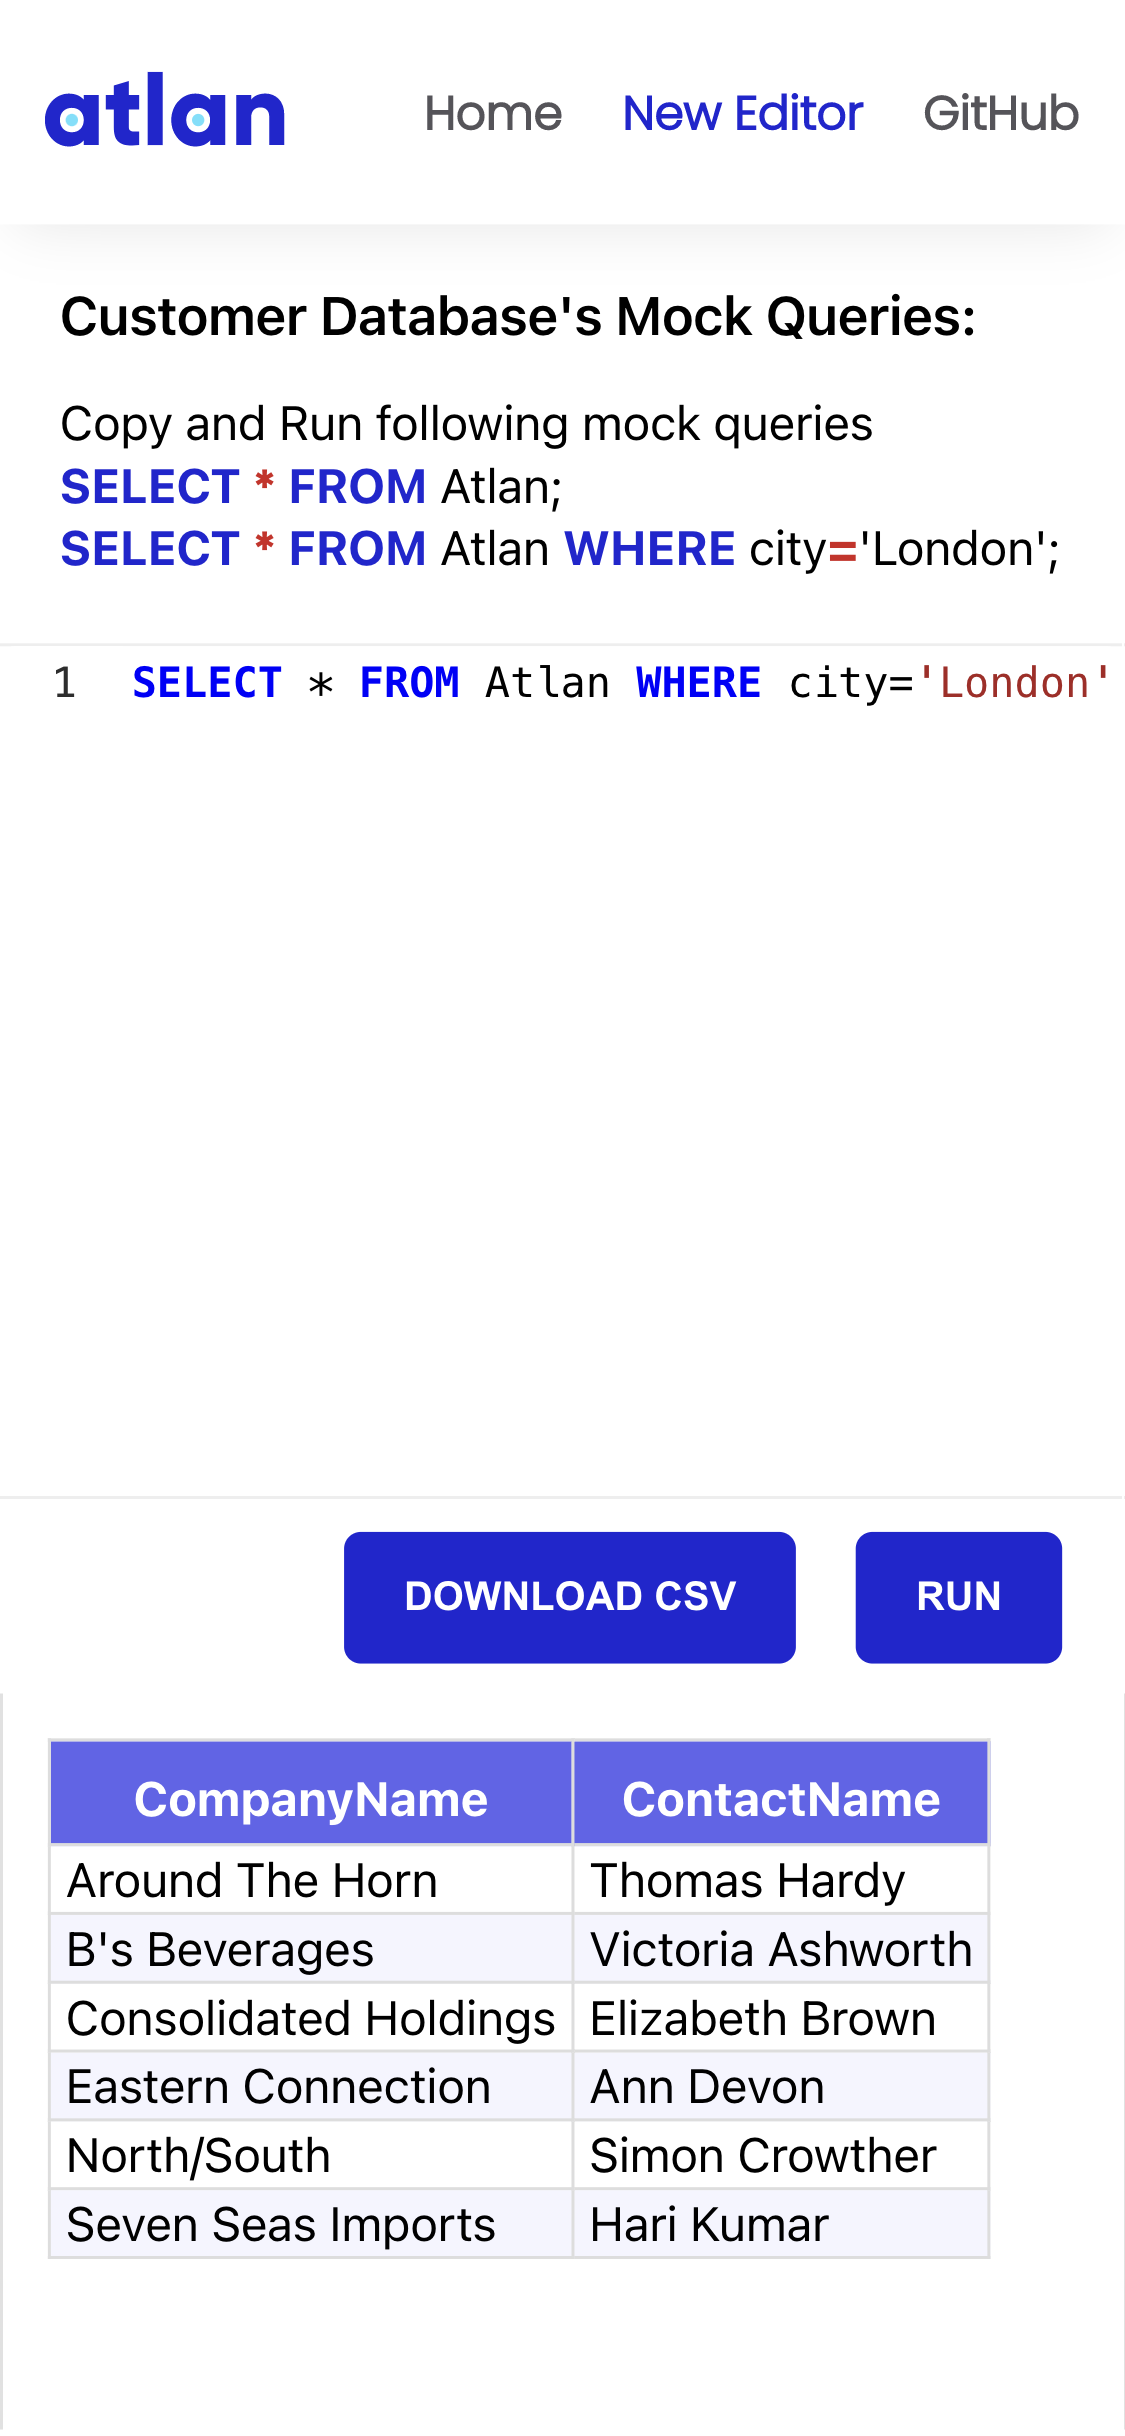 atlan Home New Editor GitHub
Customer Database's Mock Queries:
Copy and Run following mock queries
SELECT * FROM Atlan;
SELECT * FROM Atlan WHERE city='London';
1 SELECT * FROM Atlan WHERE city='London'
DOWNLOAD CSV RUN
CompanyName ContactName
Around The Horn Thomas Hardy
B's Beverages Victoria Ashworth
Consolidated Holdings Elizabeth Brown
Eastern Connection Ann Devon
North/South Simon Crowther
Seven Seas Imports Hari Kumar